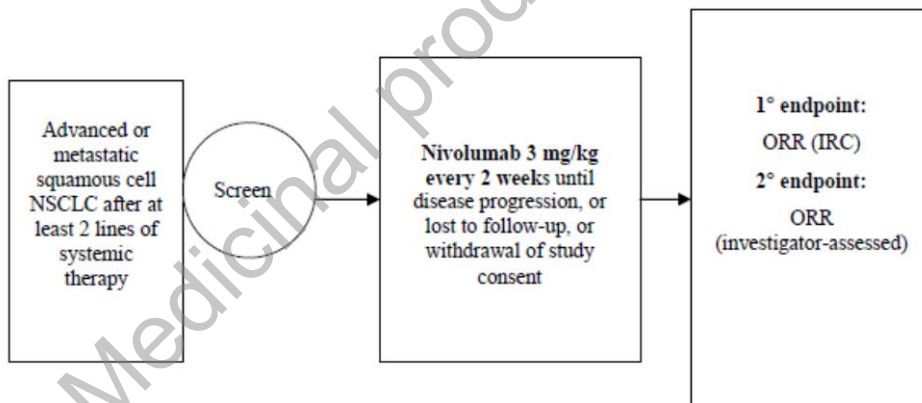 Advanced or
metastatic
squamous cell
NSCLC after at
least 2 lines of
systemic
therapy
Screen
Nivolumab 3 mg/kg
every 2 weeks until
disease progression, or
lost to follow-up, or
withdrawal of study
consent
1° endpoint:
ORR (IRC)
2° endpoint:
ORR
(investigator-assessed)
Medicinal